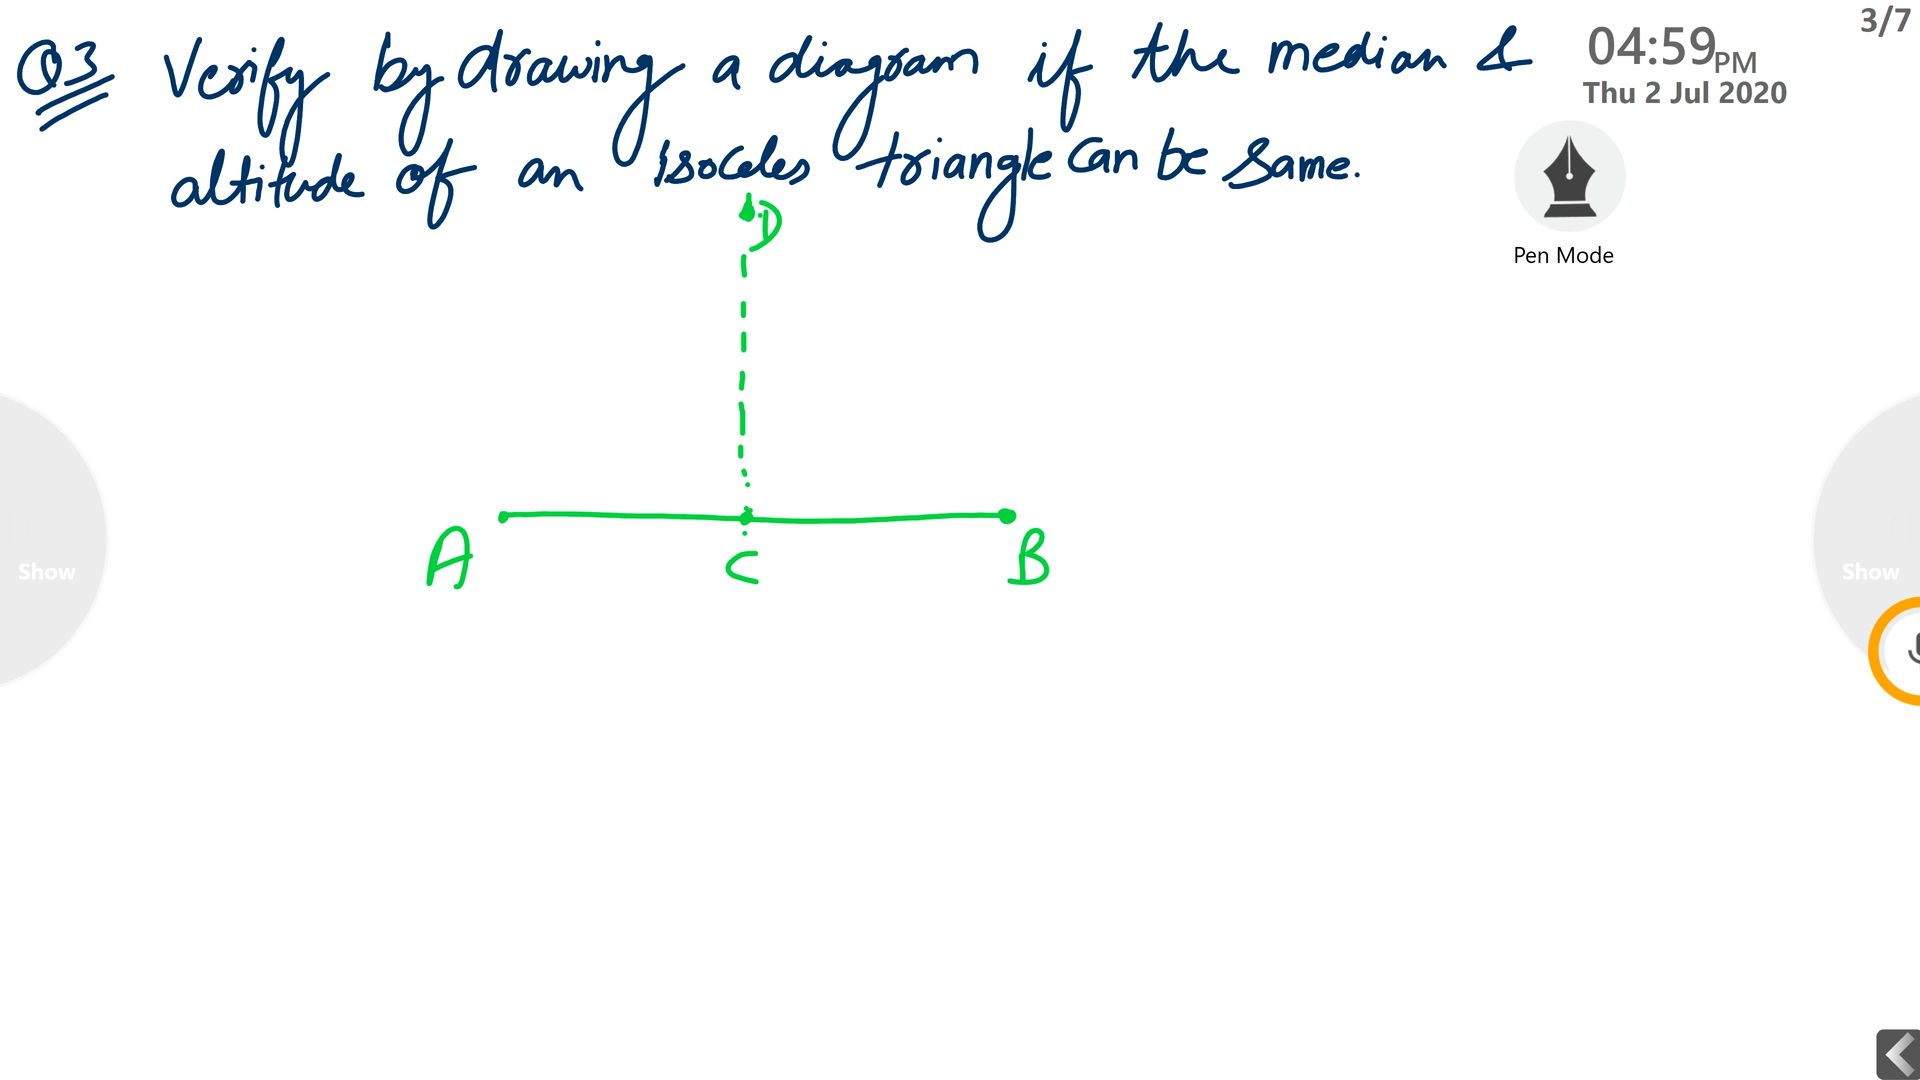 3/7
04:59PM
Thu 2 Jul 2020
Q3 Verify by drawing a diagram if the median &
altitude of an isoceles triangle can be same.
Pen Mode
D
A
C
B
Show
Show